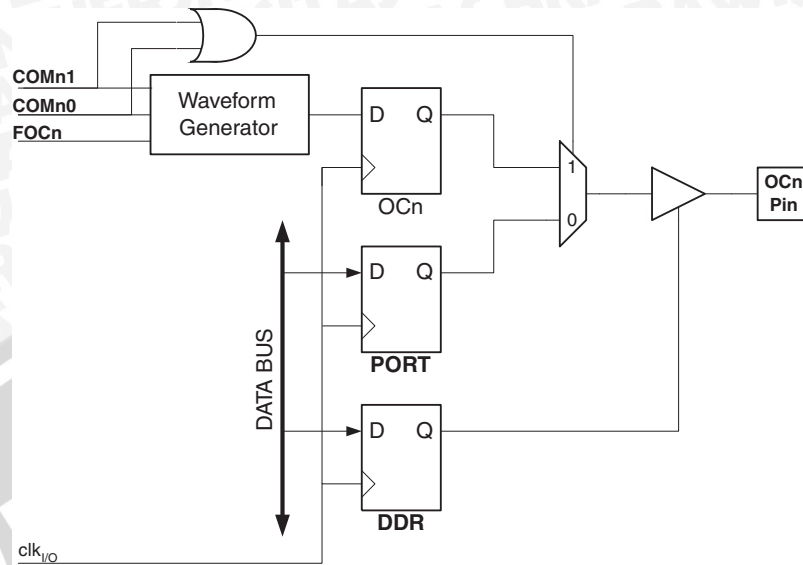 COMn1
COMn0
FOCn
Waveform
Generator
D Q
OCn
1
0
OCn
Pin
D Q
PORT
DATA BUS
D Q
DDR
clkI/O